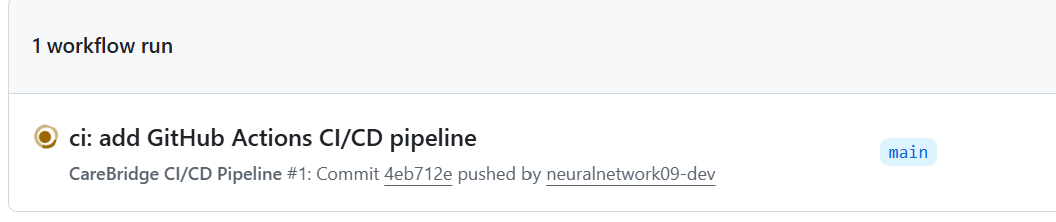 1 workflow run
ci: add GitHub Actions CI/CD pipeline
main
CareBridge CI/CD Pipeline #1: Commit 4eb712e pushed by neuralnetwork09-dev